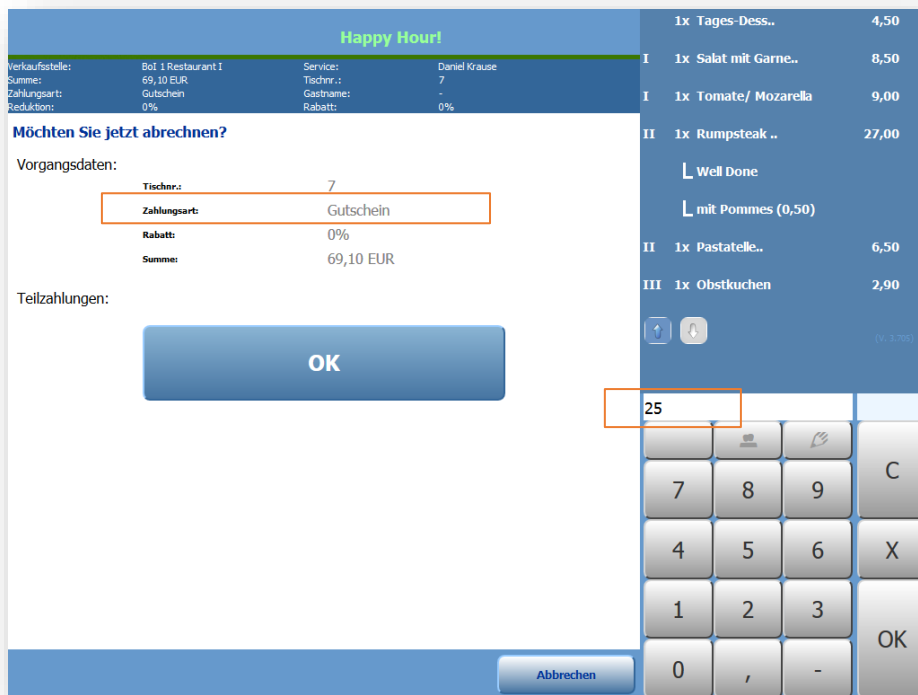 Happy Hour!
Verkaufsstelle: BoI 1 Restaurant I Service: Daniel Krause
Summe: 69,10 EUR Tischnr.: 7
Zahlungsart: Gutschein Gastname: -
Reduktion: 0% Rabatt: 0%
Möchten Sie jetzt abrechnen?
Vorgangsdaten:
Tischnr.: 7
Zahlungsart: Gutschein
Rabatt: 0%
Summe: 69,10 EUR
Teilzahlungen:
OK
Abbrechen
1x Tages-Dess.. 4,50
I 1x Salat mit Garne.. 8,50
I 1x Tomate/ Mozarella 9,00
II 1x Rumpsteak .. 27,00
Well Done
mit Pommes (0,50)
II 1x Pastatelle.. 6,50
III 1x Obstkuchen 2,90
(V. 2.705)
25
7 8 9 C
4 5 6 X
1 2 3 OK
0 , -